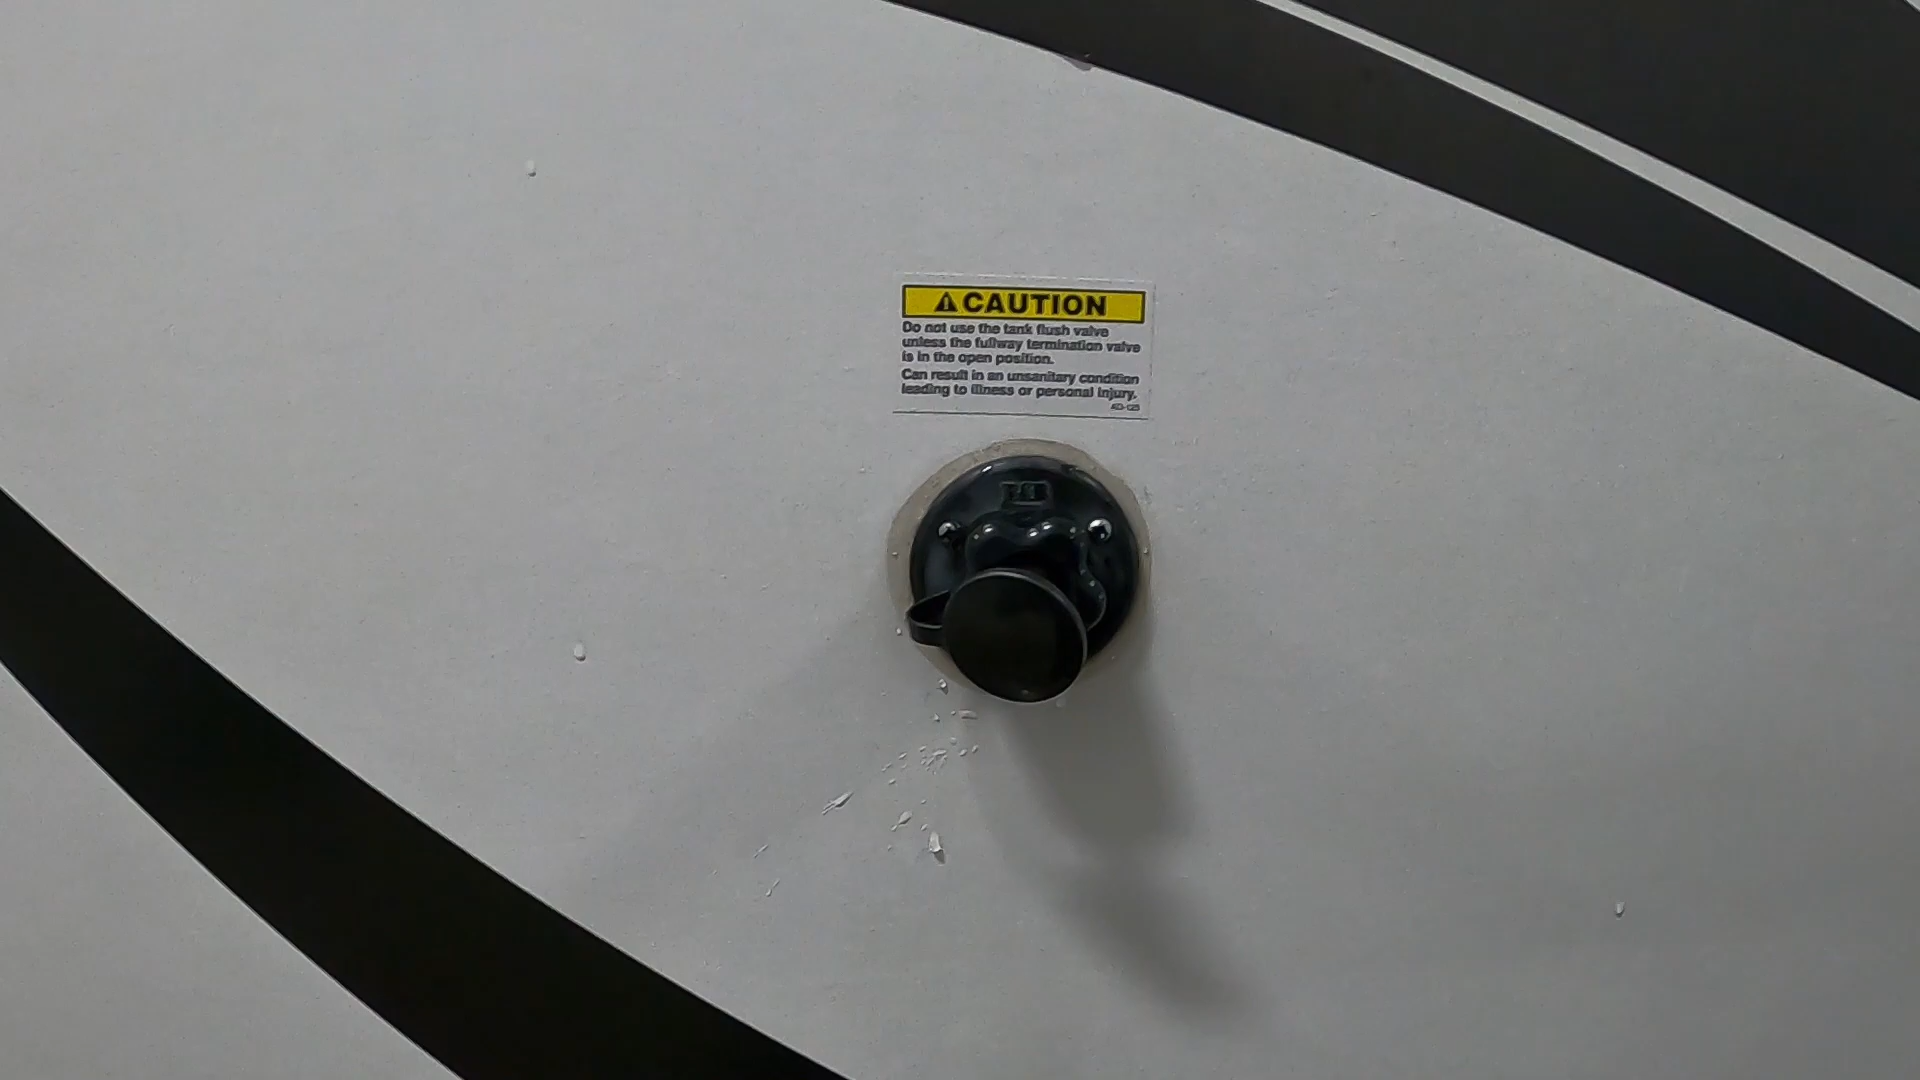 CAUTION
Do not use the tank flush valve
unless the fullway termination valve
is in the open position.
Can result in an unsanitary condition
leading to illness or personal injury.